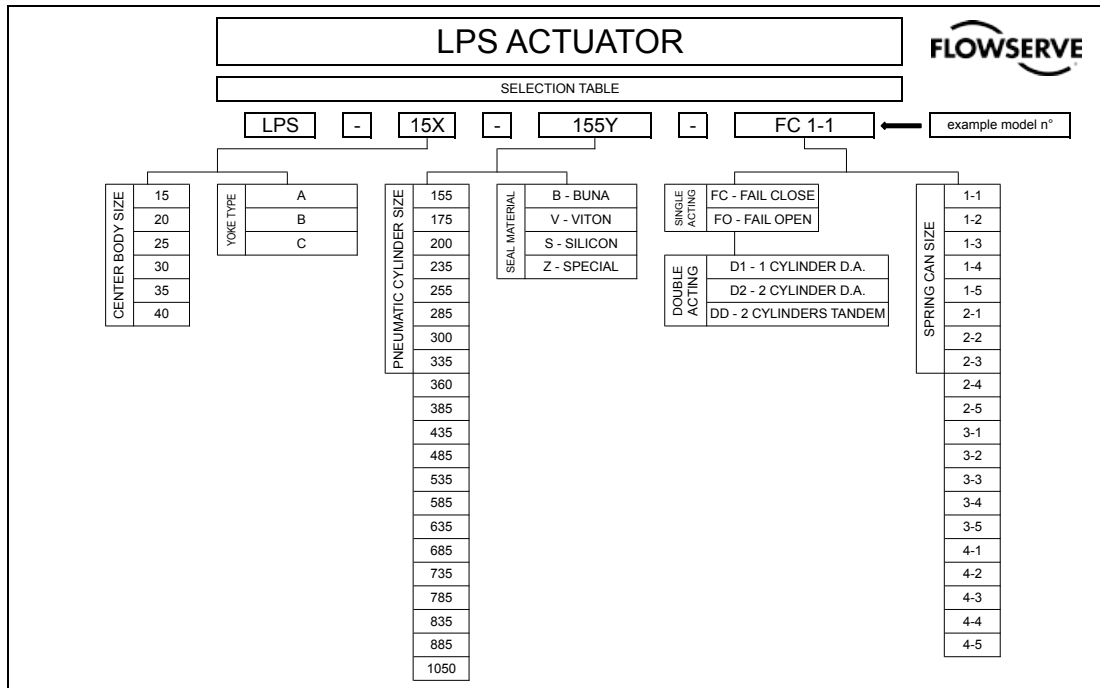 LPS ACTUATOR
FLOWSERVE
SELECTION TABLE
LPS - 15X - 155Y - FC 1-1 example model n°
CENTER BODY SIZE
15
20
25
30
35
40
YOKE TYPE
A
B
C
PNEUMATIC CYLINDER SIZE
155
175
200
235
255
285
300
335
360
385
435
485
535
585
635
685
735
785
835
885
1050
SEAL MATERIAL
B - BUNA
V - VITON
S - SILICON
Z - SPECIAL
SINGLE
ACTING
FC - FAIL CLOSE
FO - FAIL OPEN
DOUBLE
ACTING
D1 - 1 CYLINDER D.A.
D2 - 2 CYLINDER D.A.
DD - 2 CYLINDERS TANDEM
SPRING CAN SIZE
1-1
1-2
1-3
1-4
1-5
2-1
2-2
2-3
2-4
2-5
3-1
3-2
3-3
3-4
3-5
4-1
4-2
4-3
4-4
4-5